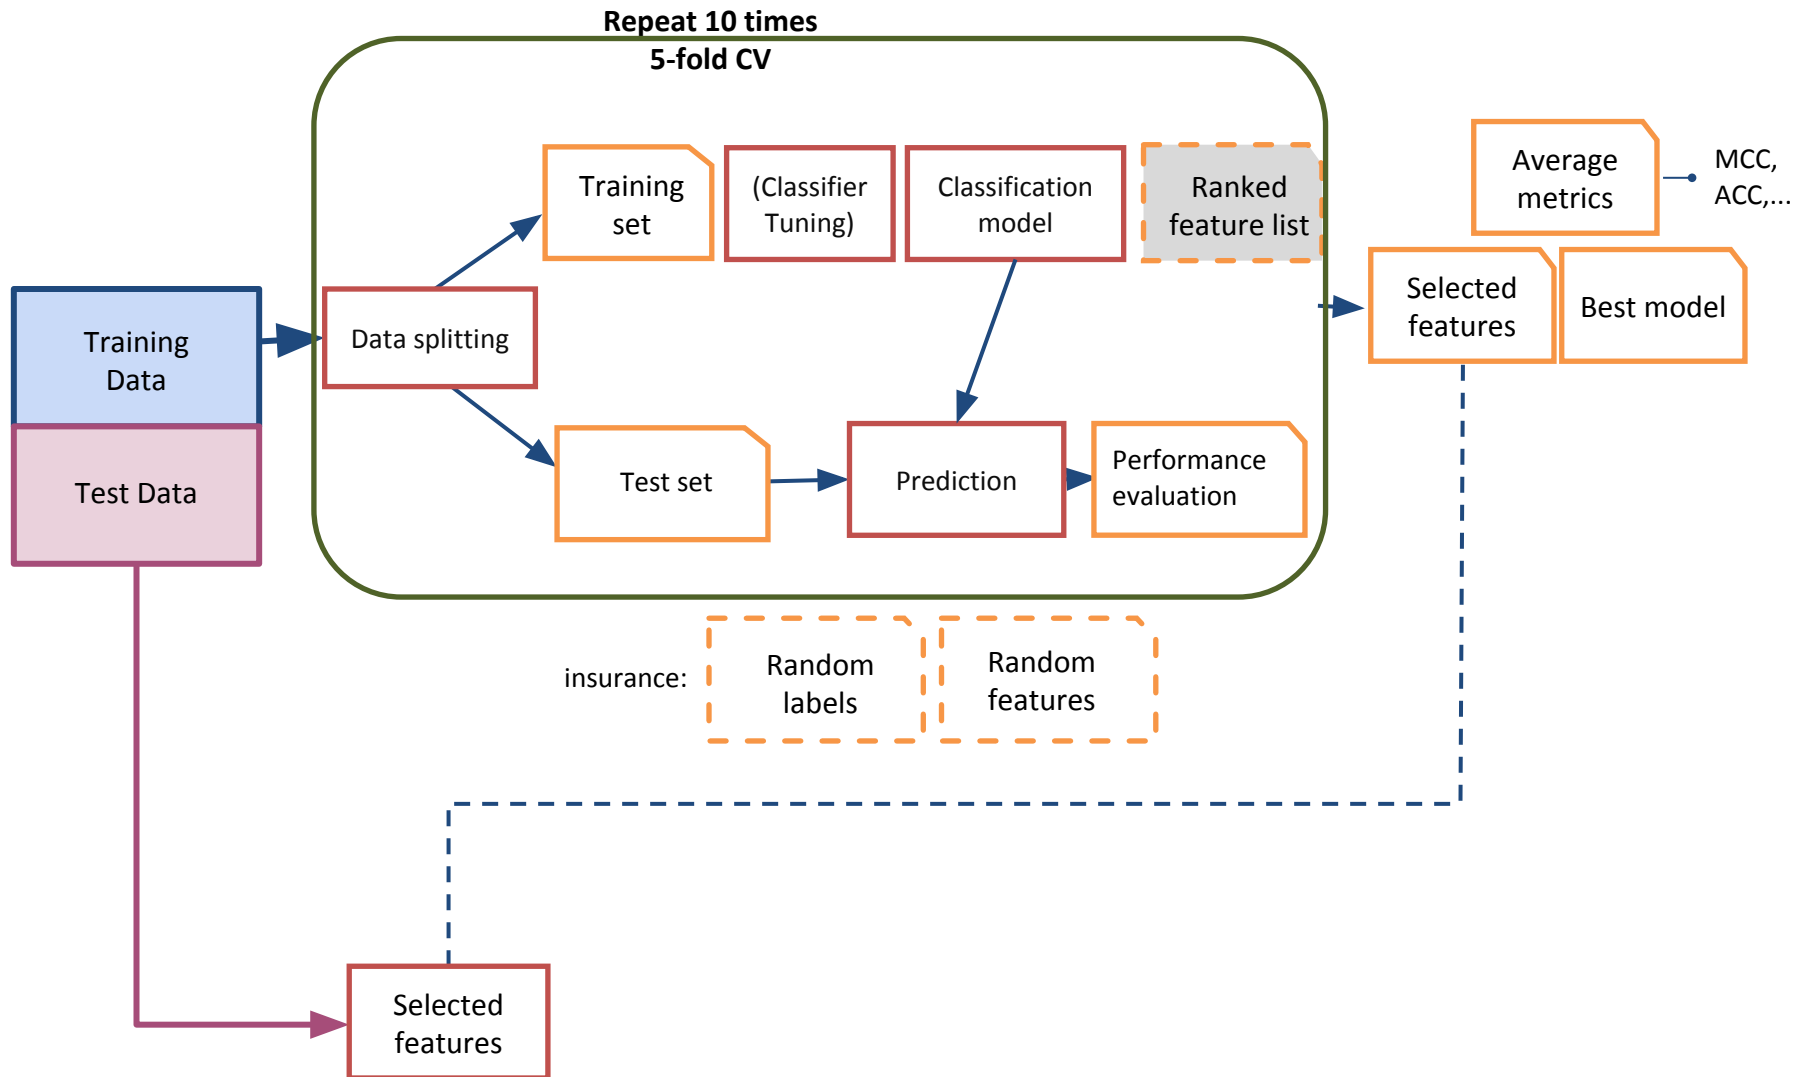 Repeat 10 times
5-fold CV
Training
set
(Classifier
Tuning)
Classification
model
Ranked
feature list
Average
metrics
MCC,
ACC,...
Training
Data
Data splitting
Selected
features
Best model
Test Data
Test set
Prediction
Performance
evaluation
insurance:
Random
labels
Random
features
Selected
features